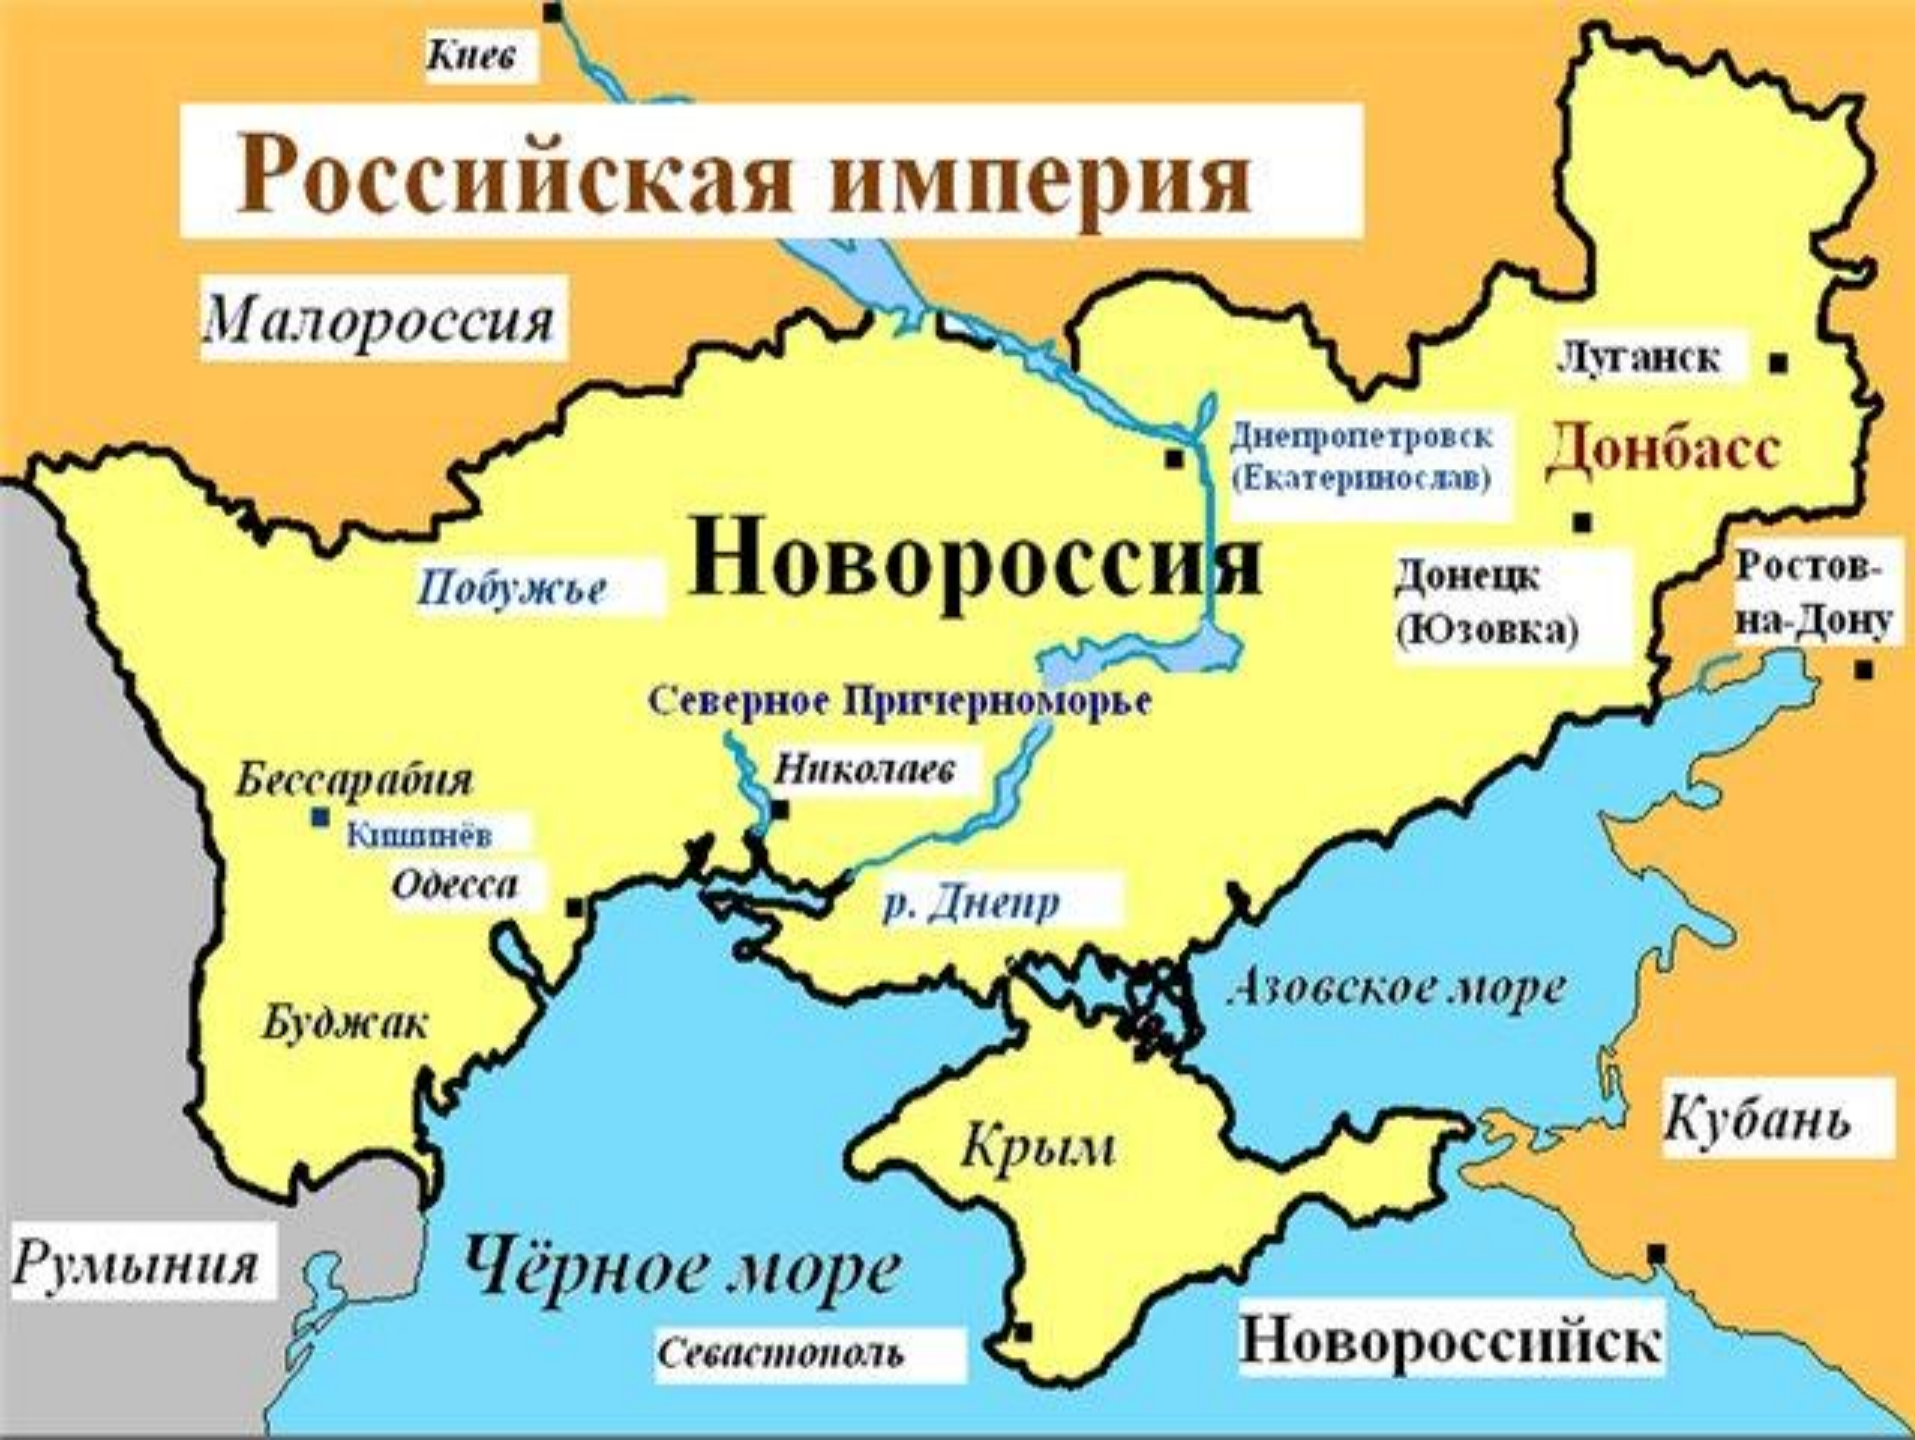 Киев
Российская империя
Малороссия
Луганск
Днепропетровск
(Екатеринослав)
Донбасс
Новороссия
Побужье
Донецк
(Юзовка)
Ростов-
на-Дону
Северное Причерноморье
Николаев
Бессарабия
Кишинёв
Одесса
р. Днепр
Азовское море
Буджак
Крым
Кубань
Румыния
Чёрное море
Севастополь
Новороссийск